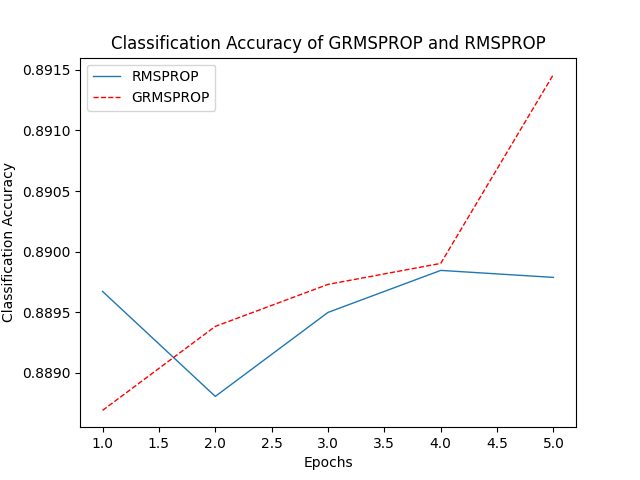 Classification Accuracy of GRMSPROP and RMSPROP
RMSPROP
GRMSPROP
0.8915
0.8910
0.8905
0.8900
0.8895
0.8890
Classification Accuracy
1.0 1.5 2.0 2.5 3.0 3.5 4.0 4.5 5.0
Epochs